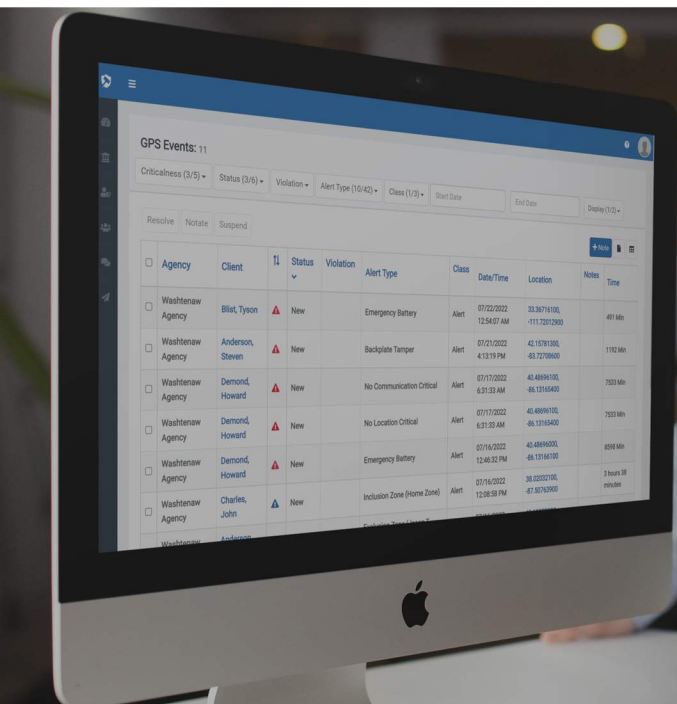 GPS Events: 11
Criticalness (3/5) Status (3/6) Violation Alert Type (10/42) Class (1/3) Start Date End Date Display (1/2)
Resolve Notate Suspend
+ Note
Agency Client Status Violation Alert Type Class Date/Time Location Notes Time
Washtenaw Agency Blist, Tyson New Emergency Battery Alert 07/22/2022 12:54:07 AM 33.36716100, -111.72012900 491 Min
Washtenaw Agency Anderson, Steven New Backplate Tamper Alert 07/21/2022 4:13:19 PM 42.15781300, -83.72708600 1192 Min
Washtenaw Agency Demond, Howard New No Communication Critical Alert 07/17/2022 6:31:33 AM 40.48696100, -86.13165400 7533 Min
Washtenaw Agency Demond, Howard New No Location Critical Alert 07/17/2022 6:31:33 AM 40.48696100, -86.13165400 7533 Min
Washtenaw Agency Demond, Howard New Emergency Battery Alert 07/16/2022 12:46:32 PM 40.48696000, -86.13166100 8598 Min
Washtenaw Agency Charles, John New Inclusion Zone (Home Zone) Alert 07/16/2022 12:08:58 PM 38.02032100, -87.50763900 3 hours 38 minutes
Washtenaw Anderson